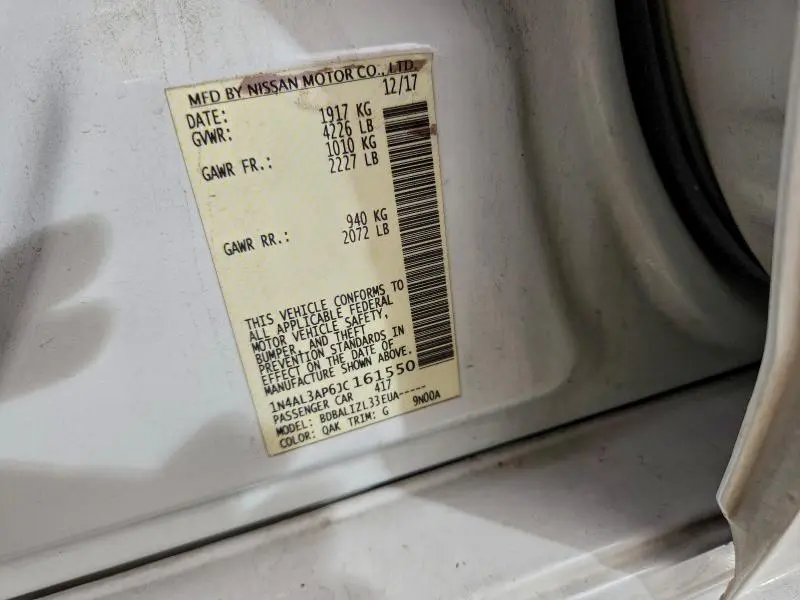 MFD BY NISSAN MOTOR CO., LTD.
DATE: 12/17
GVWR: 1917 KG
4226 LB
GAWR FR.: 1010 KG
2227 LB
GAWR RR.: 940 KG
2072 LB
THIS VEHICLE CONFORMS TO
ALL APPLICABLE FEDERAL
MOTOR VEHICLE SAFETY,
BUMPER, AND THEFT
PREVENTION STANDARDS IN
EFFECT ON THE DATE OF
MANUFACTURE SHOWN ABOVE.
1N4AL3AP6JC161550
PASSENGER CAR 417
MODEL: BDBALIZL33EUA-----
COLOR: QAK TRIM: G 9N00A